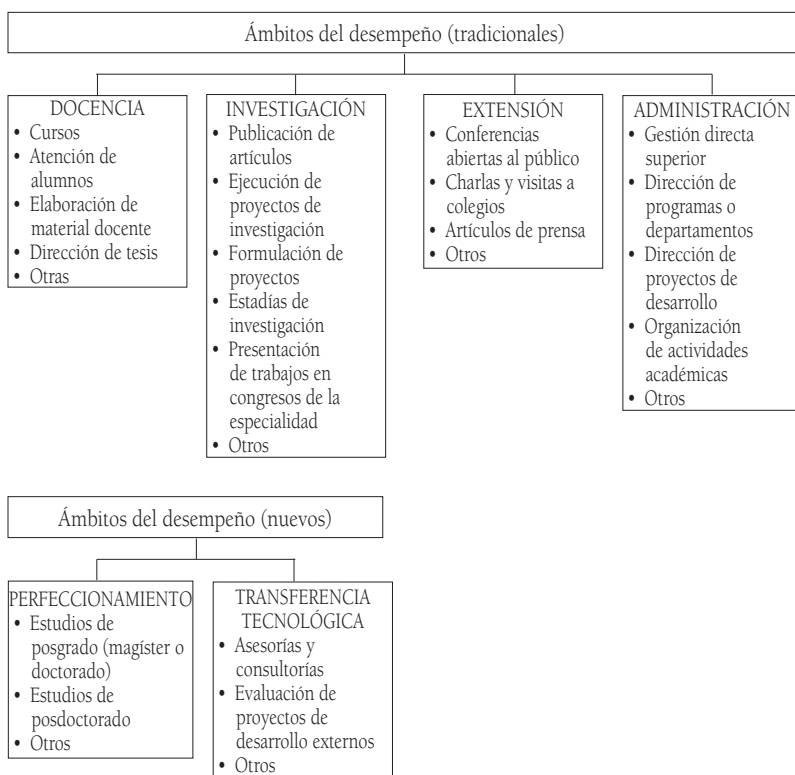 Ámbitos del desempeño (tradicionales)
DOCENCIA
• Cursos
• Atención de
alumnos
• Elaboración de
material docente
• Dirección de tesis
• Otras
INVESTIGACIÓN
• Publicación de
artículos
• Ejecución de
proyectos de
investigación
• Formulación de
proyectos
• Estadías de
investigación
• Presentación
de trabajos en
congresos de la
especialidad
• Otros
EXTENSIÓN
• Conferencias
abiertas al público
• Charlas y visitas a
colegios
• Artículos de prensa
• Otros
ADMINISTRACIÓN
• Gestión directa
superior
• Dirección de
programas o
departamentos
• Dirección de
proyectos de
desarrollo
• Organización
de actividades
académicas
• Otros
Ámbitos del desempeño (nuevos)
PERFECCIONAMIENTO
• Estudios de
posgrado (magíster o
doctorado)
• Estudios de
posdoctorado
• Otros
TRANSFERENCIA
TECNOLÓGICA
• Asesorías y
consultorías
• Evaluación de
proyectos de
desarrollo externos
• Otros